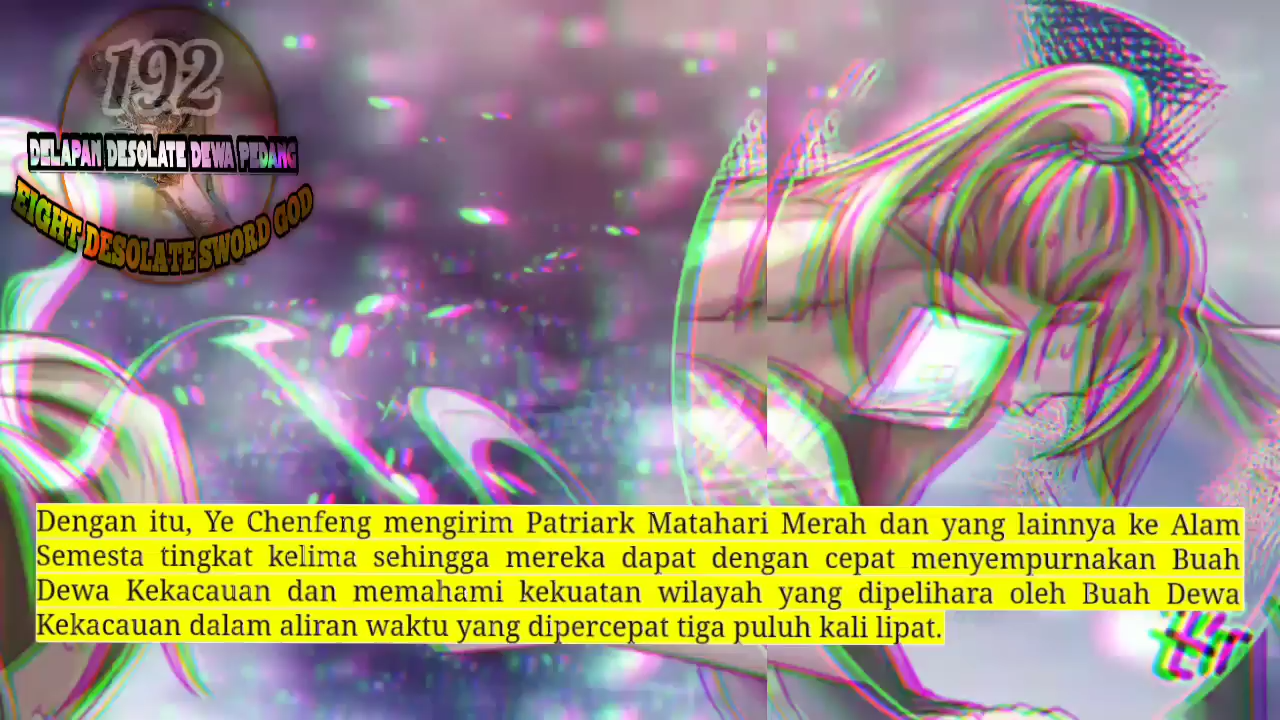 192
DELAPAN DESOLATE DEWA PEDANG
EIGHT DESOLATE SWORD GOD
Dengan itu, Ye Chenfeng mengirim Patriark Matahari Merah dan yang lainnya ke Alam
Semesta tingkat kelima sehingga mereka dapat dengan cepat menyempurnakan Buah
Dewa Kekacauan dan memahami kekuatan wilayah yang dipelihara oleh Buah Dewa
Kekacauan dalam aliran waktu yang dipercepat tiga puluh kali lipat.